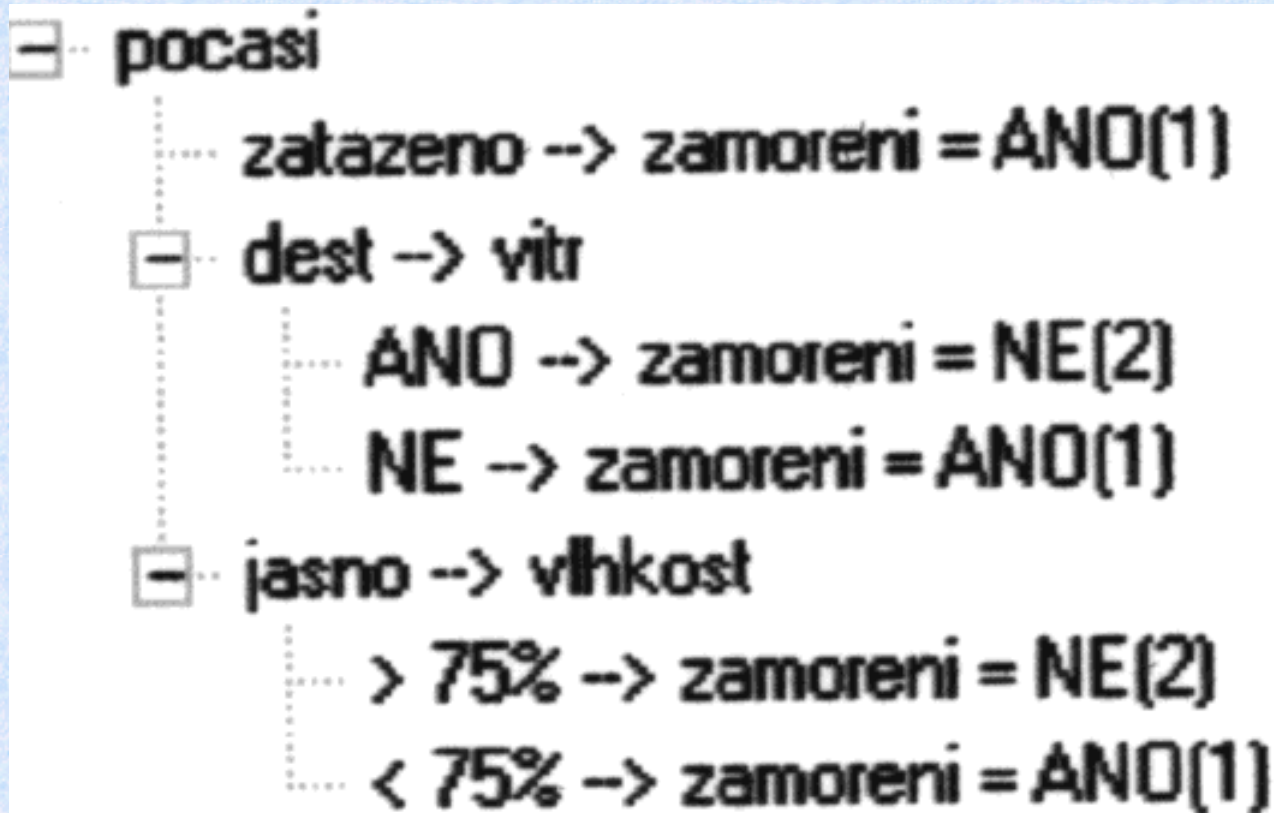 pocasi
zatazeno --> zamoreni = ANO(1)
dest --> vitr
ANO --> zamoreni = NE(2)
NE --> zamoreni = ANO(1)
jasno --> vlhkost
> 75% --> zamoreni = NE(2)
< 75% --> zamoreni = ANO(1)